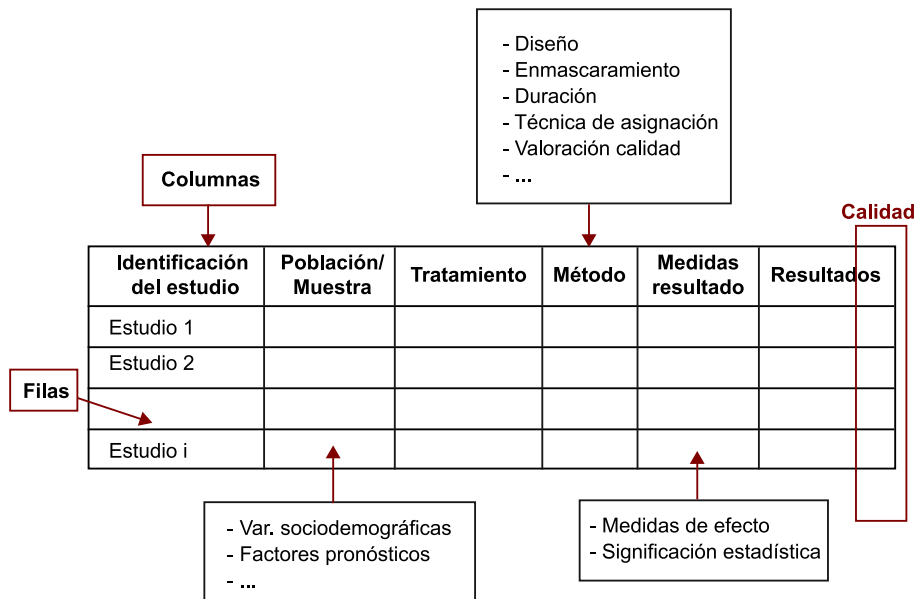 - Diseño
- Enmascaramiento
- Duración
- Técnica de asignación
- Valoración calidad
- ...
Columnas
Calidad
Identificación
del estudio
Población/
Muestra
Tratamiento
Método
Medidas
resultado
Resultados
Estudio 1
Estudio 2
Filas
Estudio i
- Var. sociodemográficas
- Factores pronósticos
- ...
- Medidas de efecto
- Significación estadística